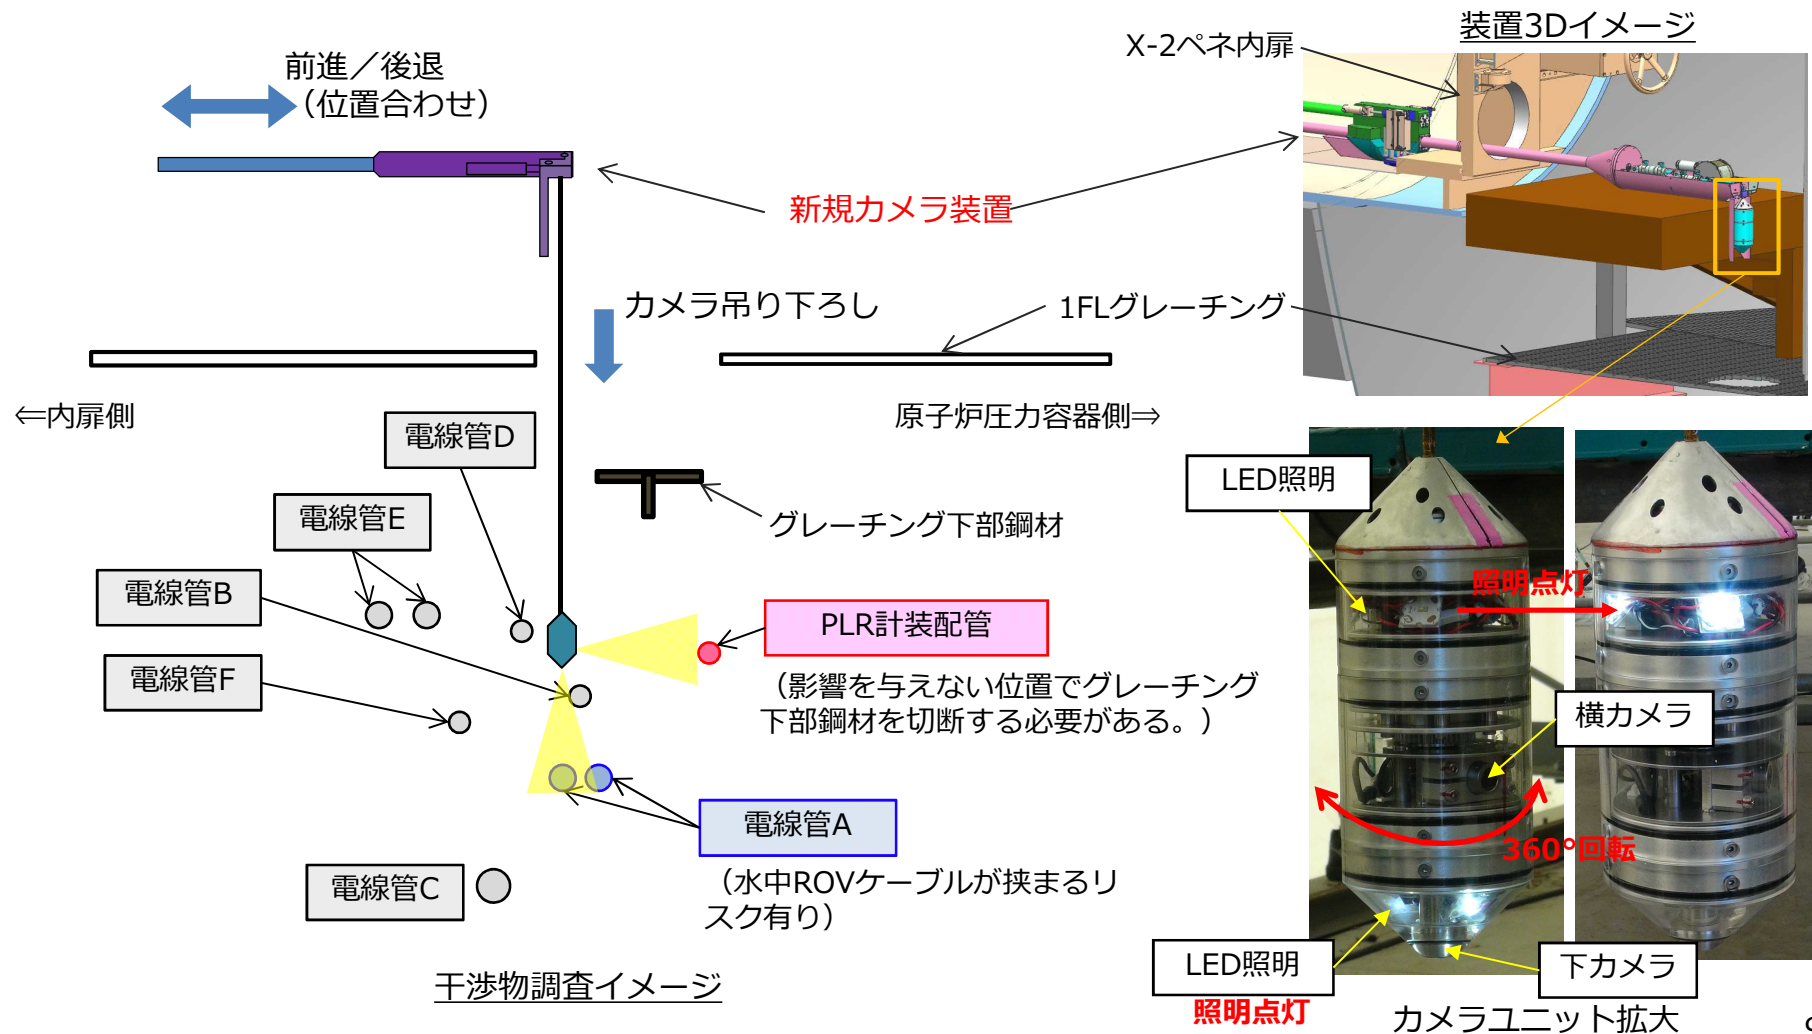 装置3Dイメージ
X-2ペネ内扉
前進／後退
（位置合わせ）
新規カメラ装置
カメラ吊り下ろし
1FLグレーチング
⇐内扉側
原子炉圧力容器側⇒
電線管D
LED照明
グレーチング下部鋼材
電線管E
照明点灯
電線管B
PLR計装配管
電線管F
（影響を与えない位置でグレーチング
下部鋼材を切断する必要がある。）
横カメラ
電線管A
360°回転
電線管C
（水中ROVケーブルが挟まるリ
スク有り）
LED照明
下カメラ
干渉物調査イメージ
照明点灯
カメラユニット拡大